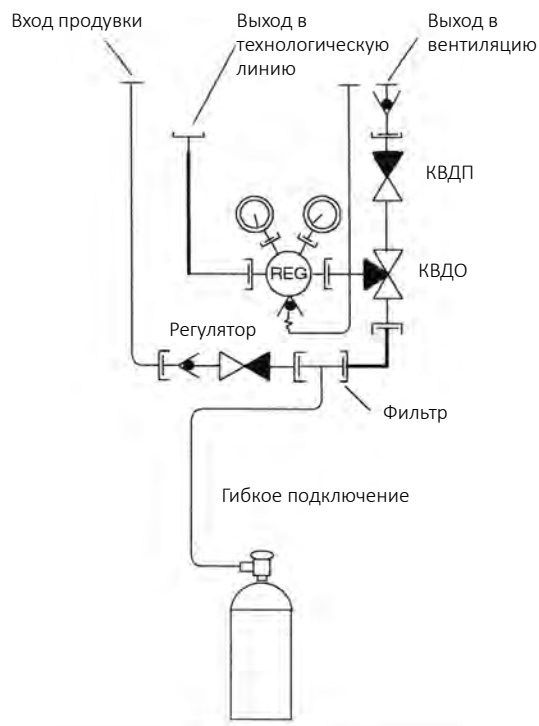 Вход продувки
Выход в
технологическую
линию
Выход в
вентиляцию
КВДП
REG
КВДО
Регулятор
Фильтр
Гибкое подключение